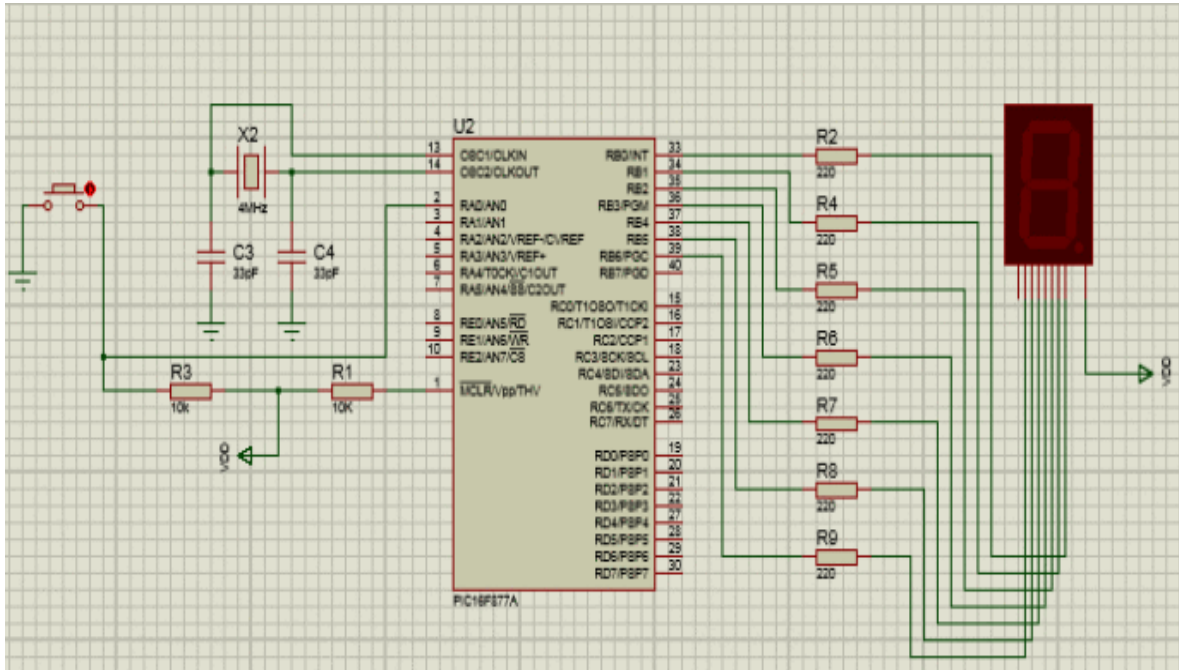 X2
4MHz
C3
33pF
C4
33pF
R3
10k
R1
10K
VDD
U2
13 OSC1/CLKIN
14 OSC2/CLKOUT
2 RA0/AN0
3 RA1/AN1
4 RA2/AN2/VREF-/CVREF
5 RA3/AN3/VREF+
6 RA4/T0CKI/C1OUT
7 RA5/AN4/SS/C2OUT
8 RE0/AN5/RD
9 RE1/AN6/WR
10 RE2/AN7/CS
1 MCLR/Vpp/THV
RB0/INT 33
RB1 34
RB2 35
RB3/PGM 36
RB4 37
RB5 38
RB6/PGC 39
RB7/PGD 40
RC0/T1OSO/T1CKI 15
RC1/T1OSI/CCP2 16
RC2/CCP1 17
RC3/SCK/SCL 18
RC4/SDI/SDA 23
RC5/SDO 24
RC6/TX/CK 25
RC7/RX/DT 26
RD0/PSP0 19
RD1/PSP1 20
RD2/PSP2 21
RD3/PSP3 22
RD4/PSP4 27
RD5/PSP5 28
RD6/PSP6 29
RD7/PSP7 30
PIC16F877A
R2
220
R4
220
R5
220
R6
220
R7
220
R8
220
R9
220
VDD